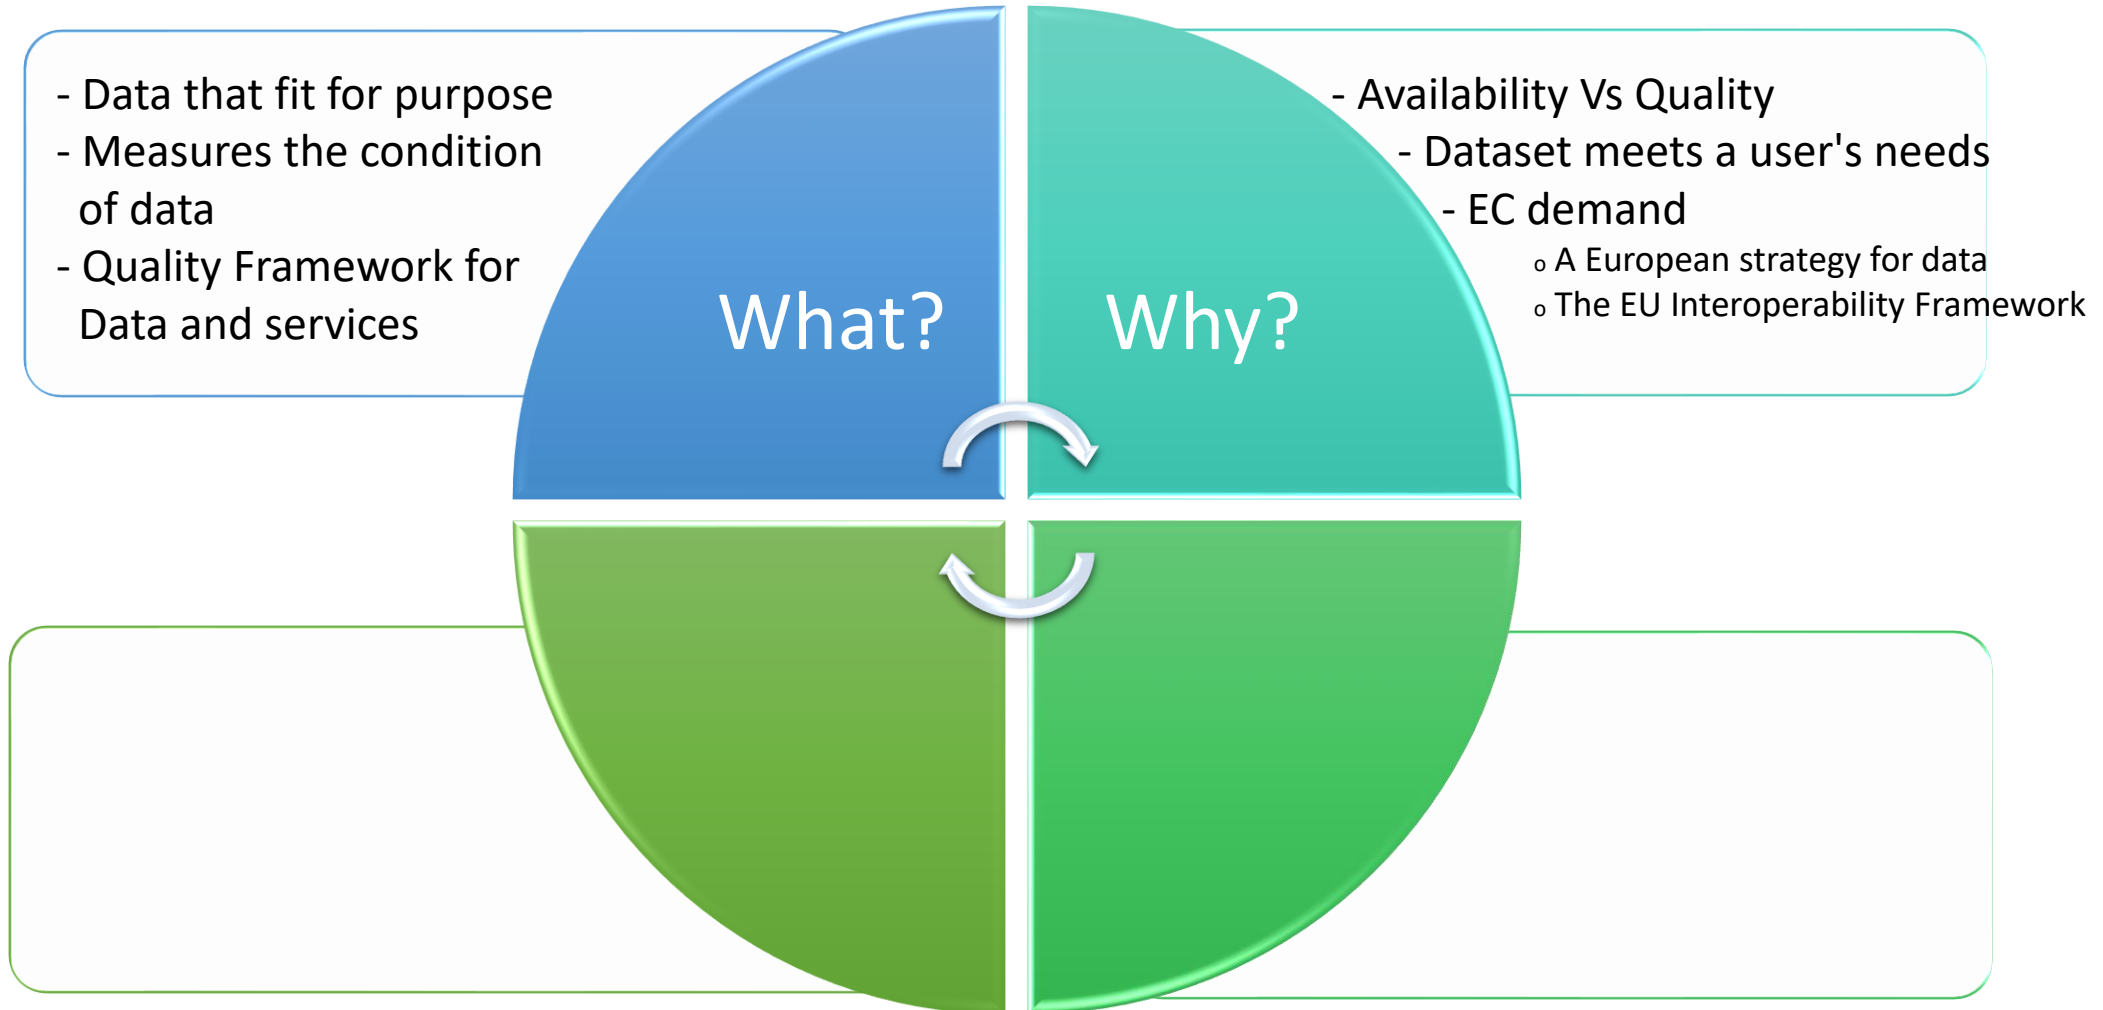 - Data that fit for purpose
- Measures the condition
of data
- Quality Framework for
Data and services
What?
Why?
- Availability Vs Quality
- Dataset meets a user's needs
- EC demand
o A European strategy for data
o The EU Interoperability Framework